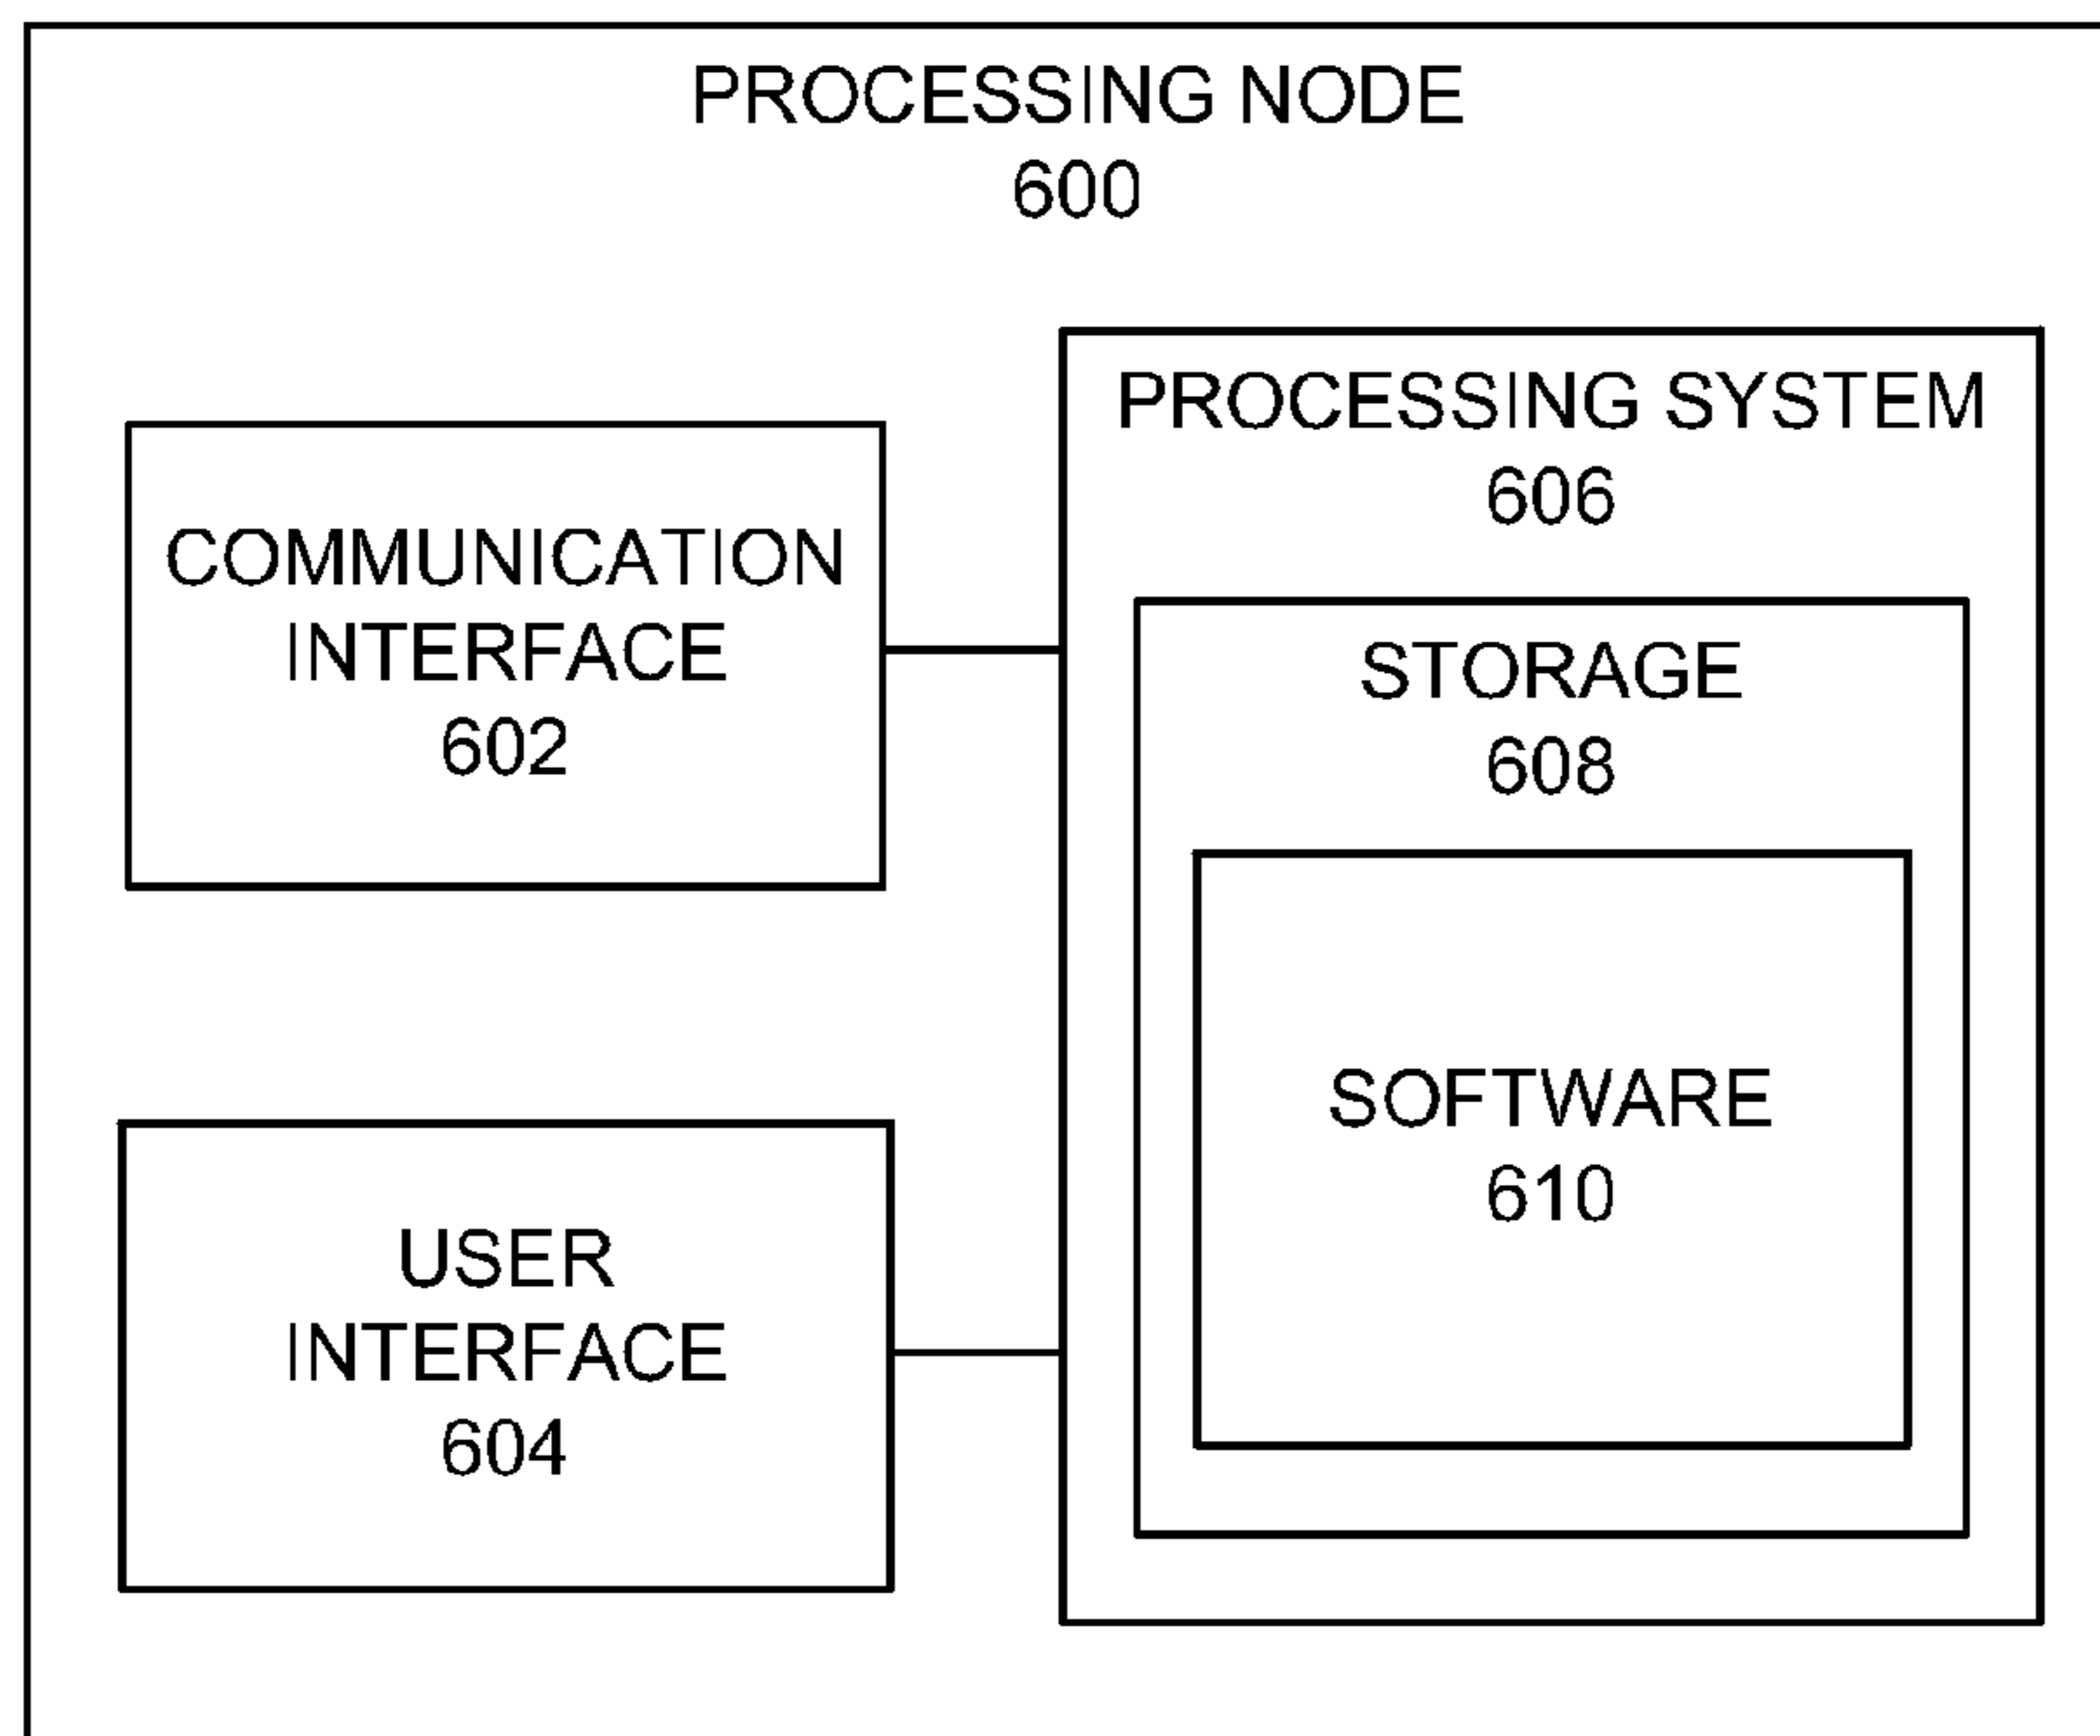 PROCESSING NODE
600
COMMUNICATION
INTERFACE
602
USER
INTERFACE
604
PROCESSING SYSTEM
606
STORAGE
608
SOFTWARE
610